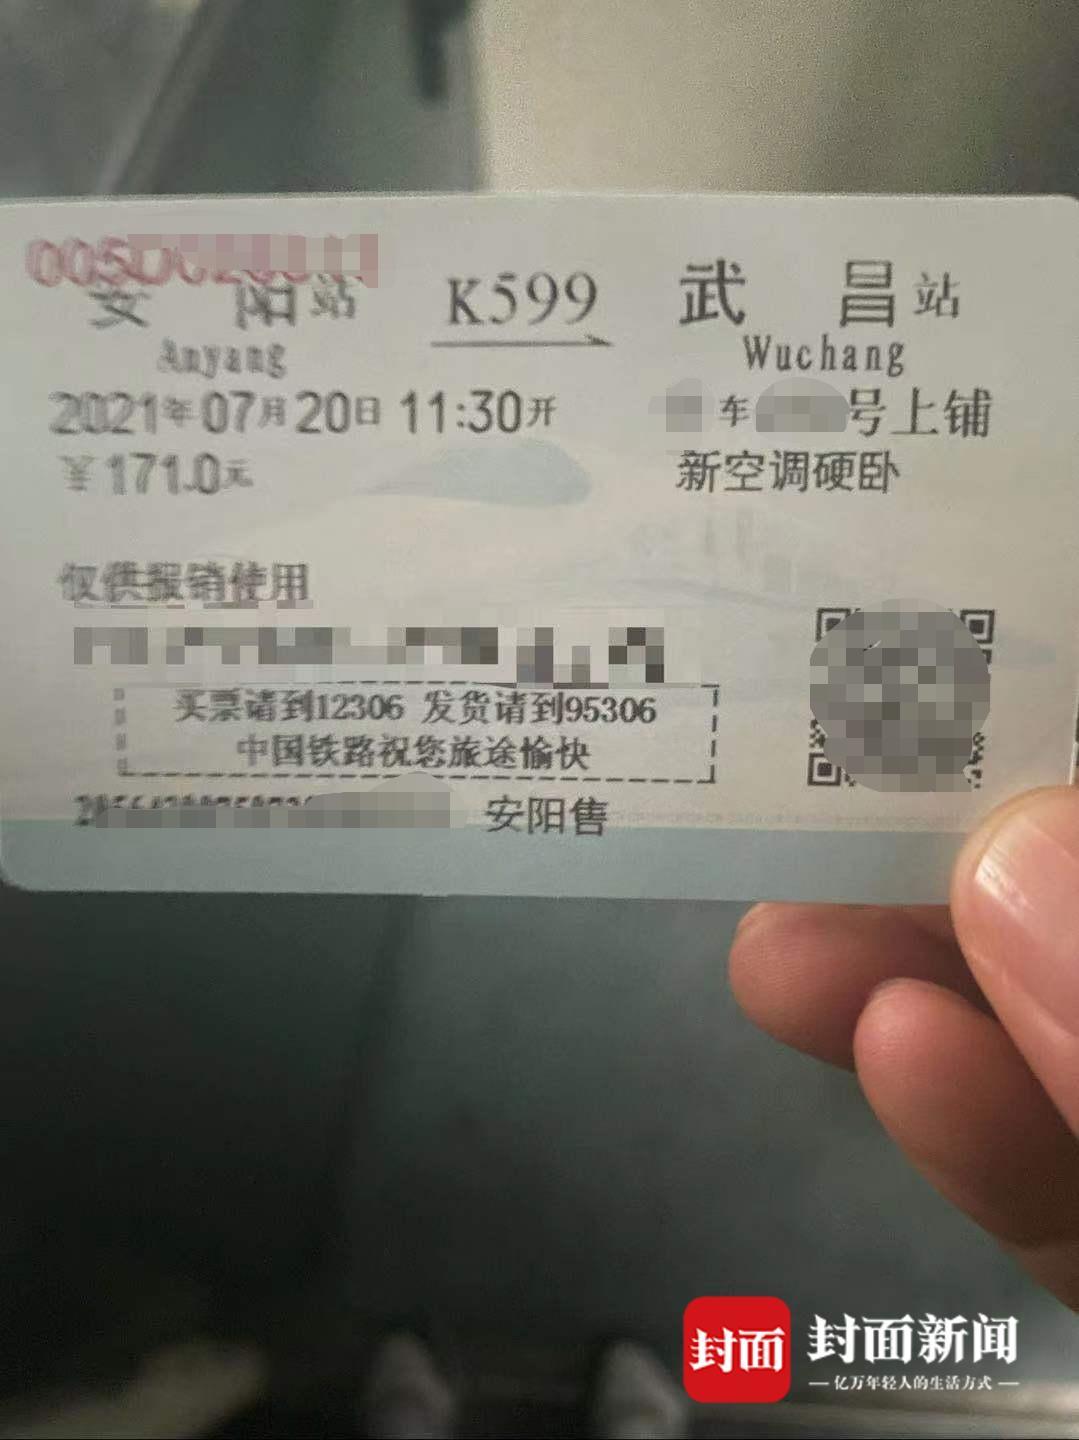 安 阳站 K599 武 昌站
Anyang Wuchang
2021年07月20日 11:30开 车 号上铺
￥171.0元 新空调硬卧
仅供报销使用
买票请到12306 发货请到95306
中国铁路祝您旅途愉快
安阳售
封面 封面新闻
亿万年轻人的生活方式